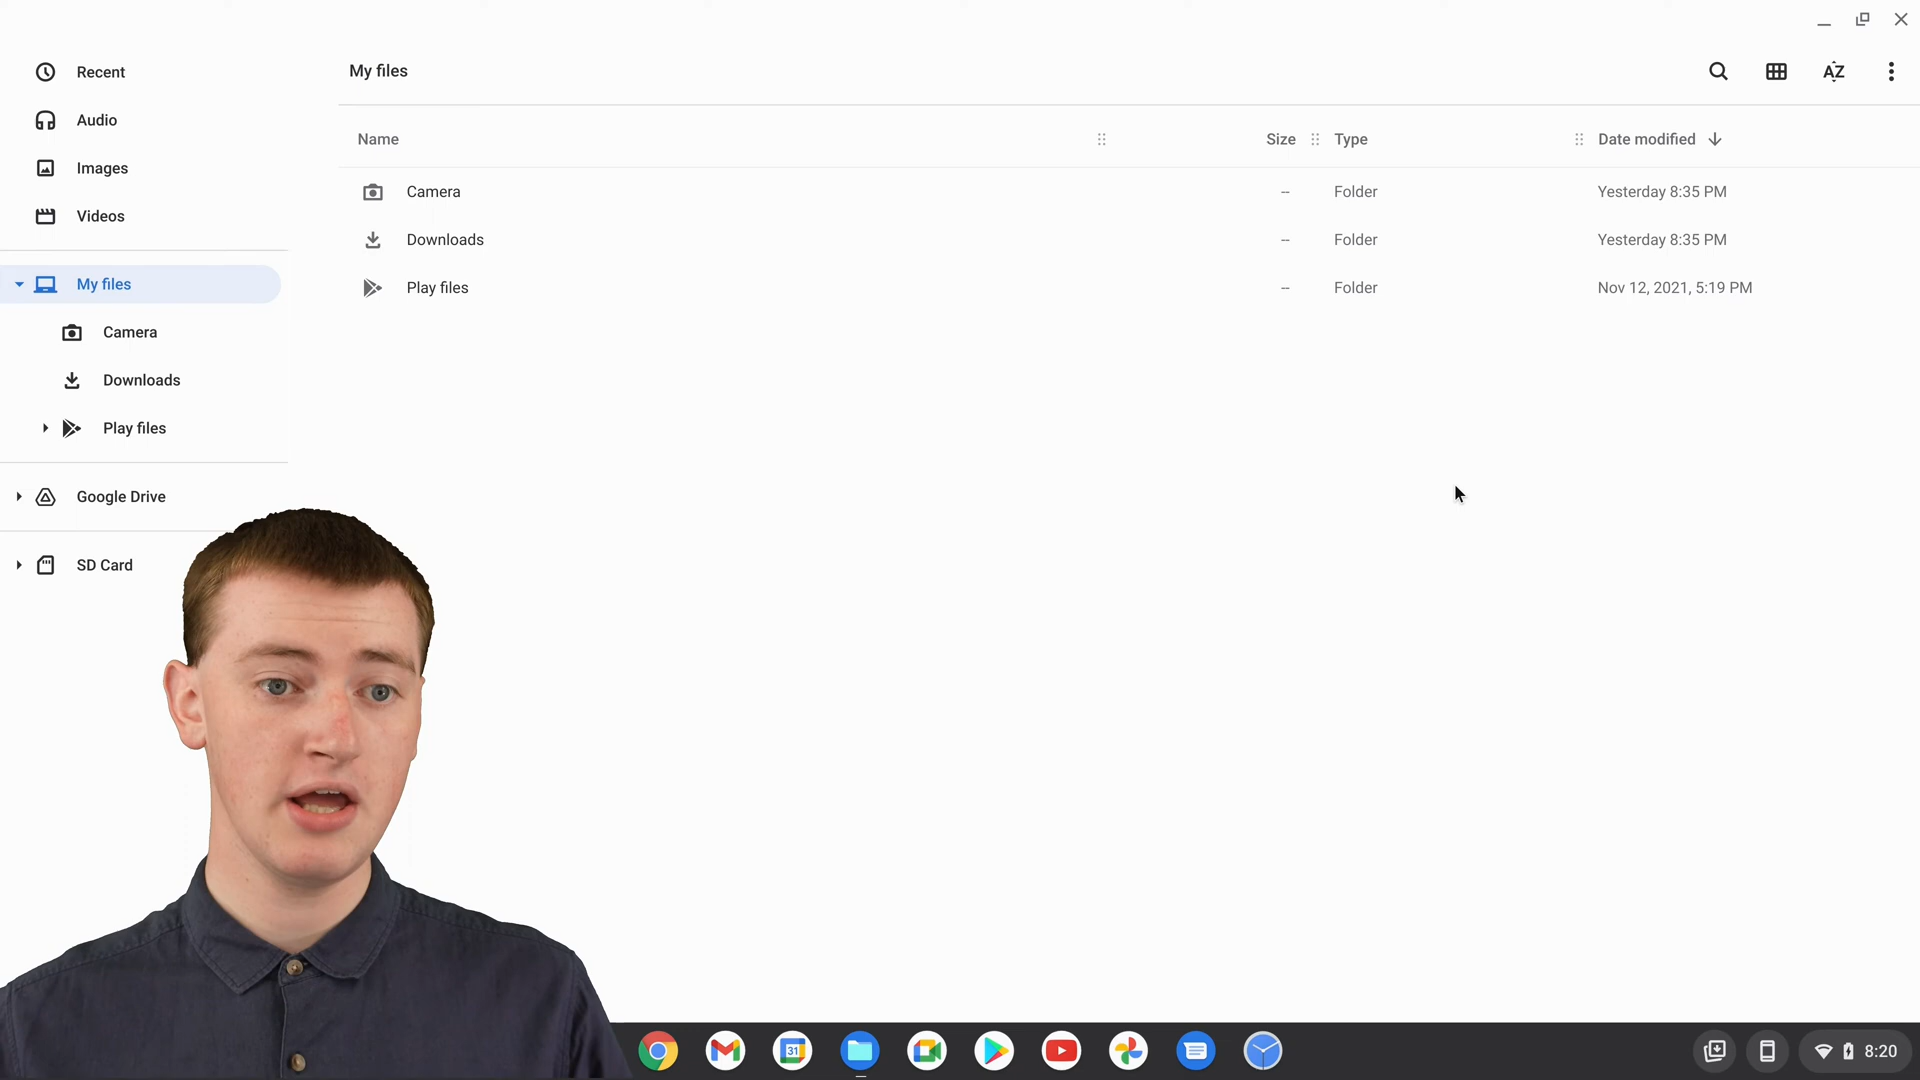 Recent
Audio
Images
Videos
My files
Camera
Downloads
Play files
Google Drive
SD Card
My files
AZ
Name Size Type Date modified
Camera -- Folder Yesterday 8:35 PM
Downloads -- Folder Yesterday 8:35 PM
Play files -- Folder Nov 12, 2021, 5:19 PM
31
8:20